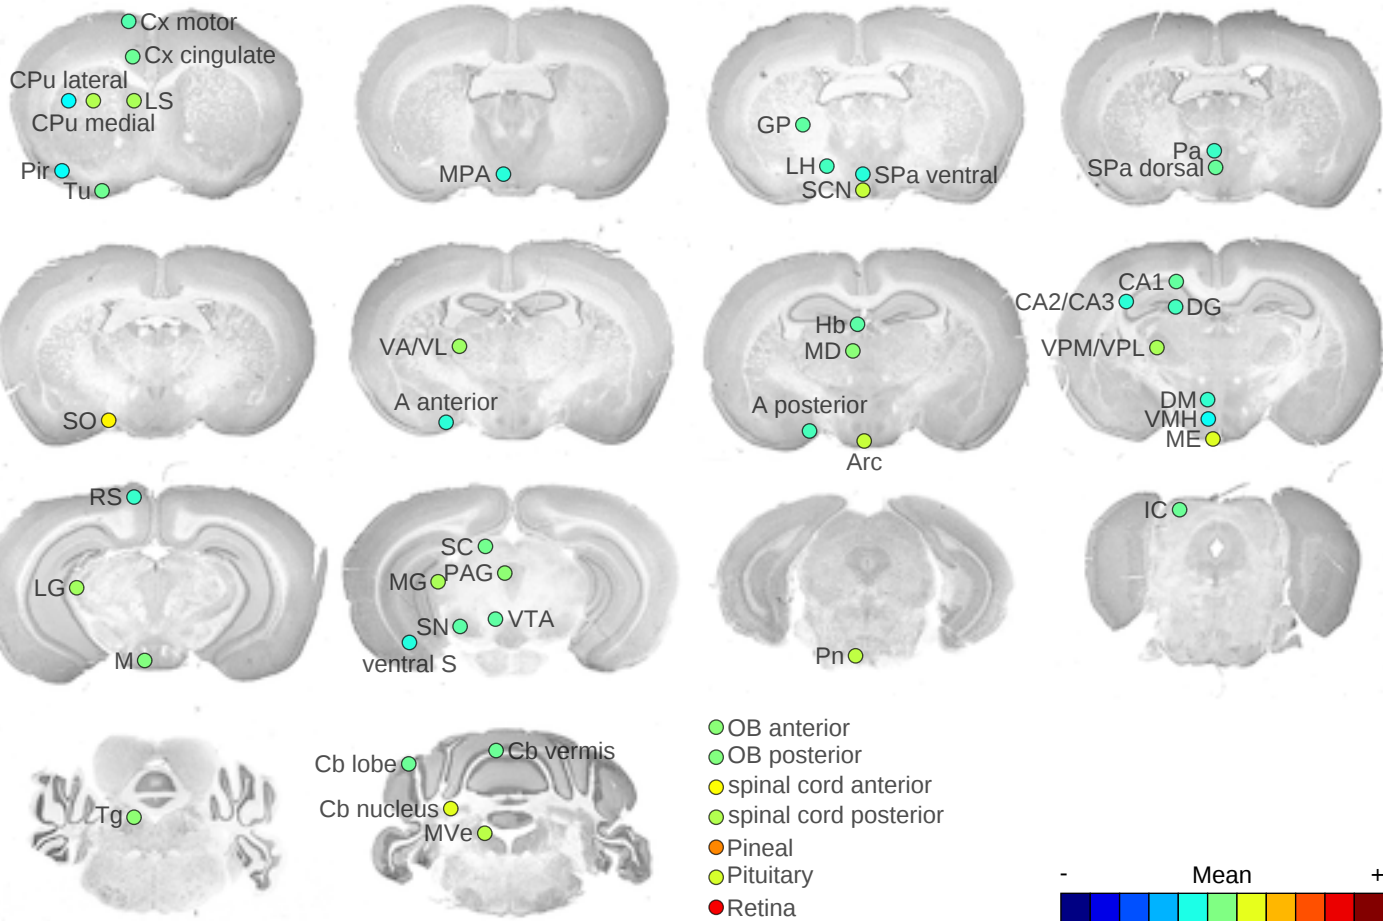 Cx motor
Cx cingulate
CPu lateral
LS
CPu medial
Pir
Tu
MPA
GP
LH
SPa ventral
SCN
Pa
SPa dorsal
SO
VA/VL
A anterior
Hb
MD
A posterior
Arc
CA1
CA2/CA3
DG
VPM/VPL
DM
VMH
ME
RS
LG
M
SC
MG
PAG
SN
VTA
ventral S
Pn
IC
Tg
Cb lobe
Cb vermis
Cb nucleus
MVe
OB anterior
OB posterior
spinal cord anterior
spinal cord posterior
Pineal
Pituitary
Retina
- Mean +